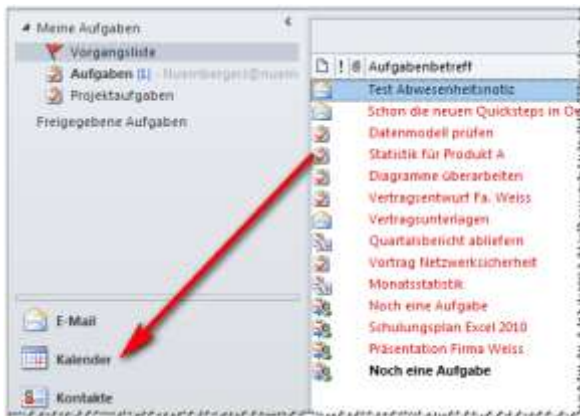 Meine Aufgaben
Vorgangsliste
Aufgaben (1)
Projektaufgaben
Freigegebene Aufgaben
E-Mail
Kalender
Kontakte
! Aufgabenbetreff
Test Abwesenheitsnotiz
Schon die neuen Quicksteps in
Datenmodell prüfen
Statistik für Produkt A
Diagramme überarbeiten
Vertragsentwurf Fa. Weiss
Vertragsunterlagen
Quartalsbericht abliefern
Vortrag Netzwerksicherheit
Monatsstatistik
Noch eine Aufgabe
Schulungsplan Excel 2010
Präsentation Firma Weiss
Noch eine Aufgabe